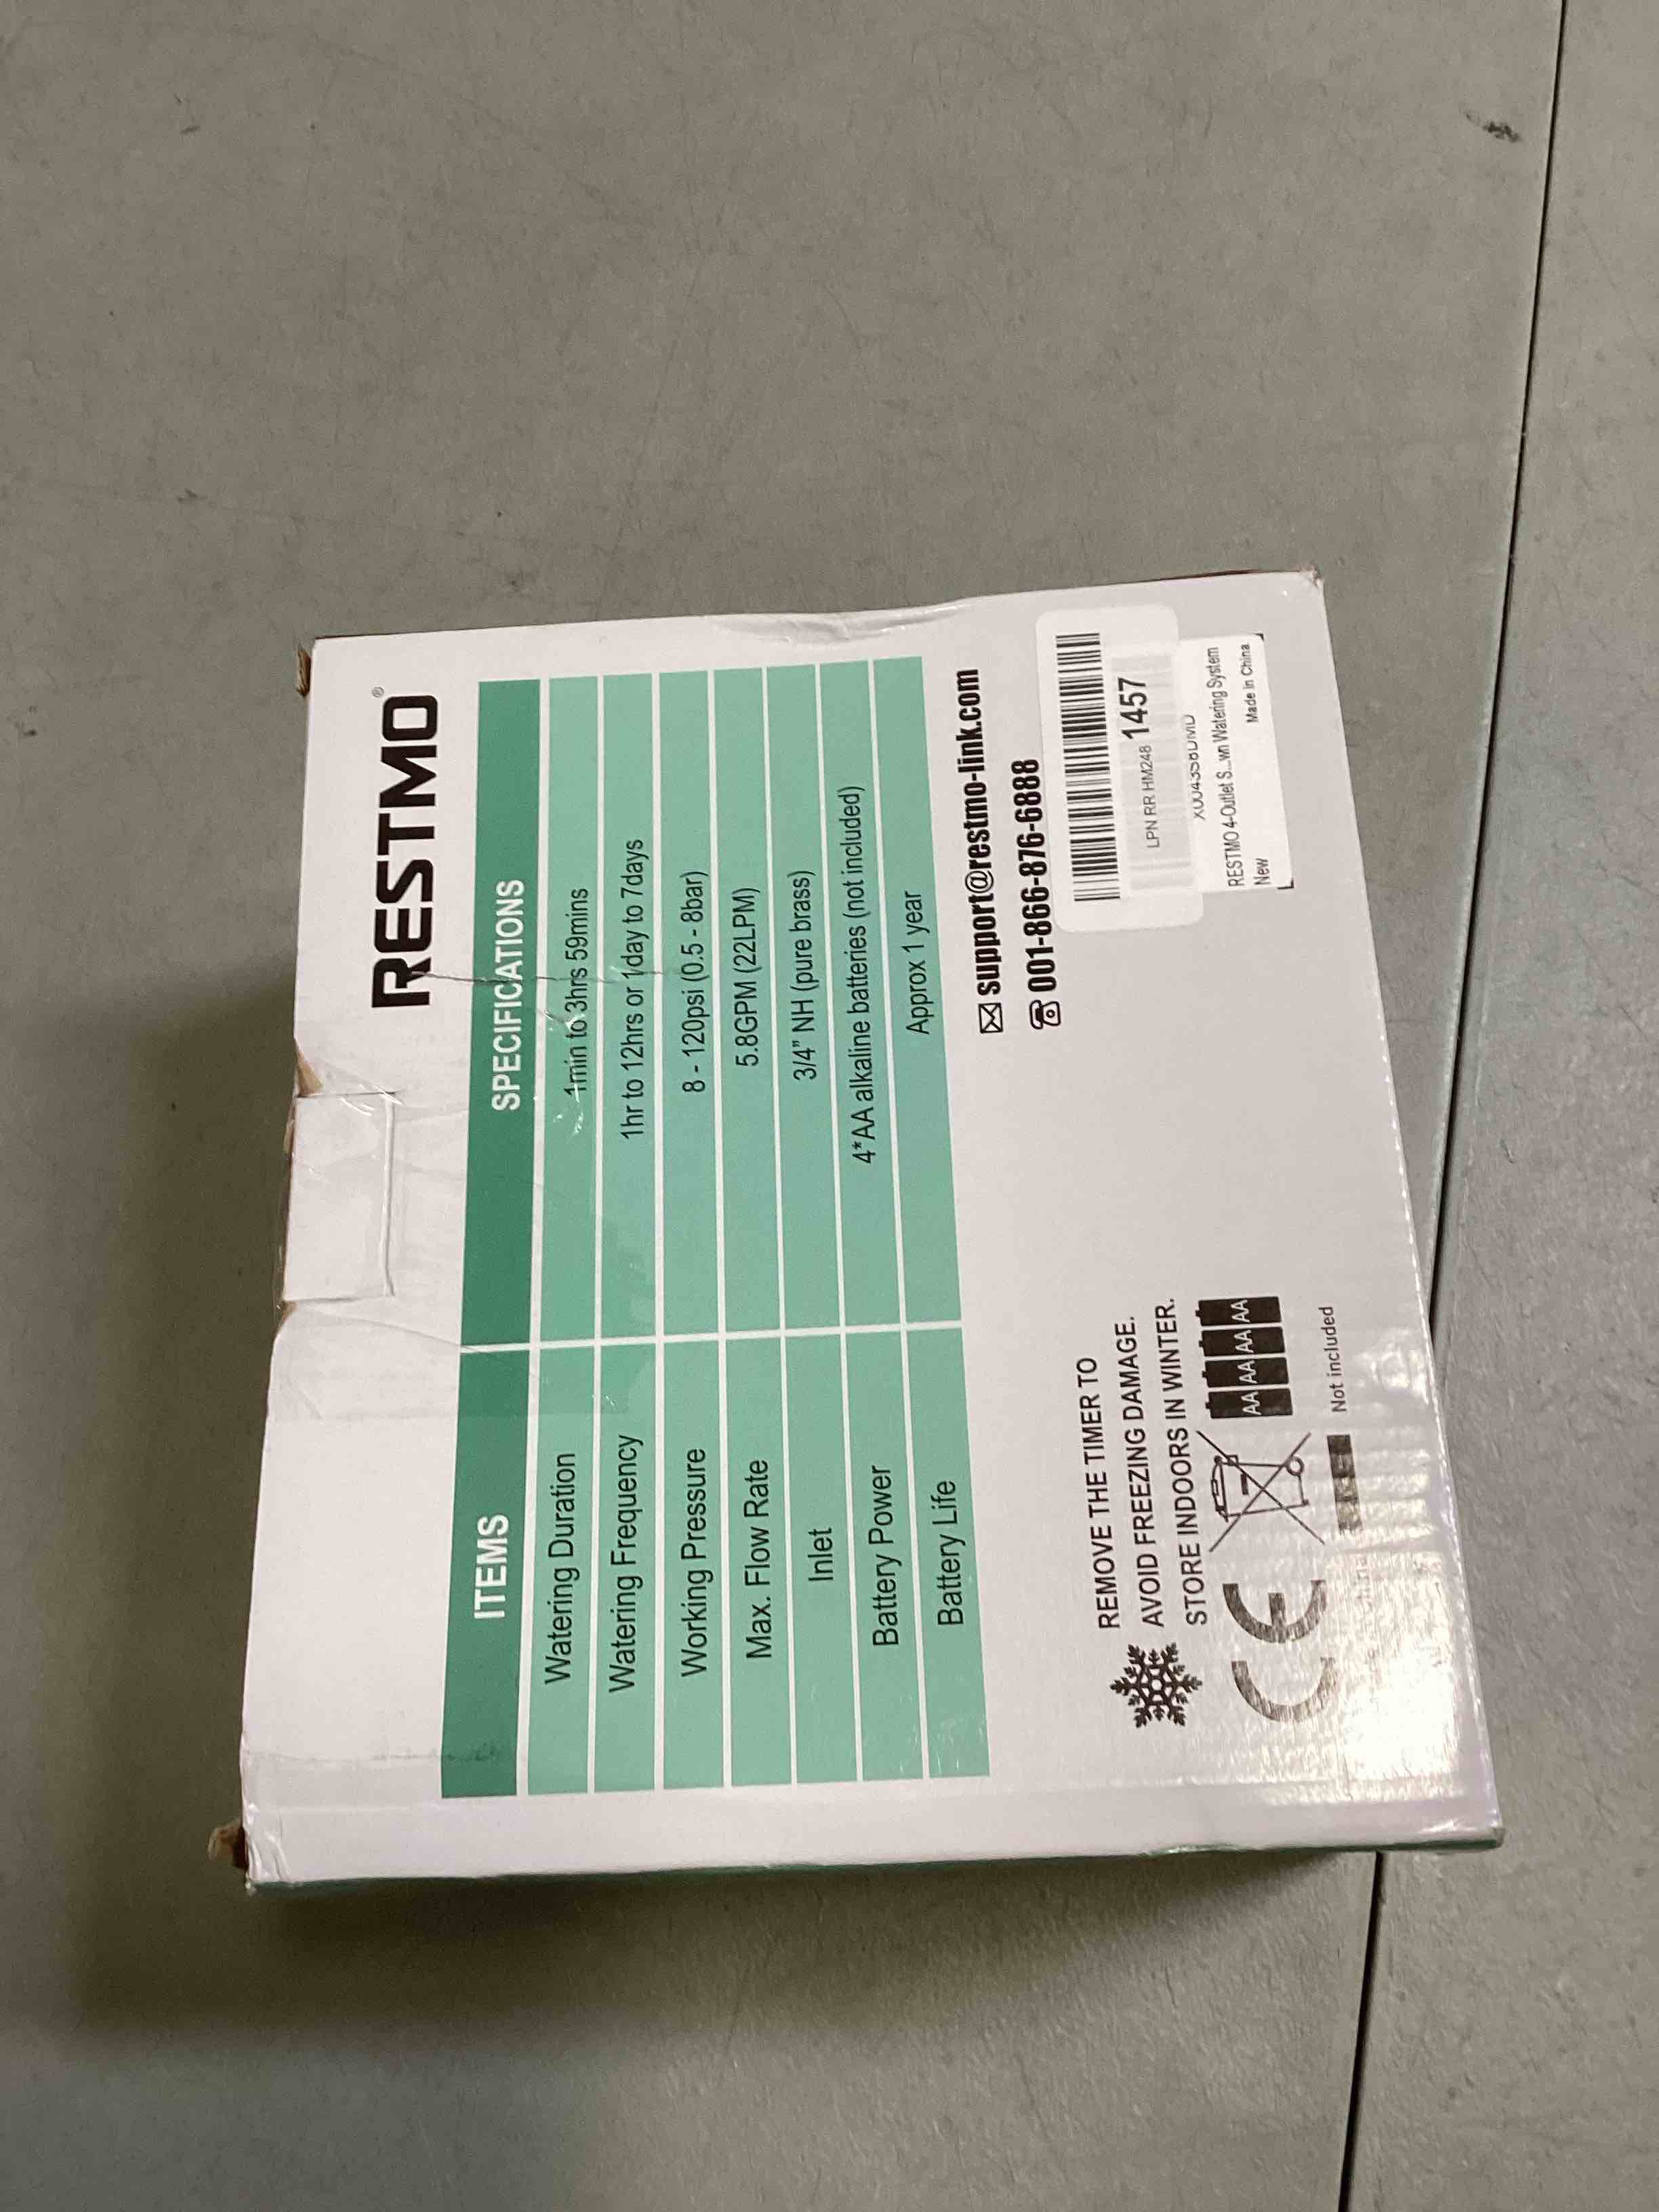 RESTMO®
ITEMS SPECIFICATIONS
Watering Duration 1min to 3hrs 59mins
Watering Frequency 1hr to 12hrs or 1day to 7days
Working Pressure 8 - 120psi (0.5 - 8bar)
Max. Flow Rate 5.8GPM (22LPM)
Inlet 3/4" NH (pure brass)
Battery Power 4*AA alkaline batteries (not included)
Battery Life Approx 1 year
support@restmo-link.com
001-866-876-6888
REMOVE THE TIMER TO
AVOID FREEZING DAMAGE.
STORE INDOORS IN WINTER.
CE
AA AA AA AA
Not included
LPN RR HM248 1457
RESTMO 4-Outlet S...wn Watering System
New
Made in China